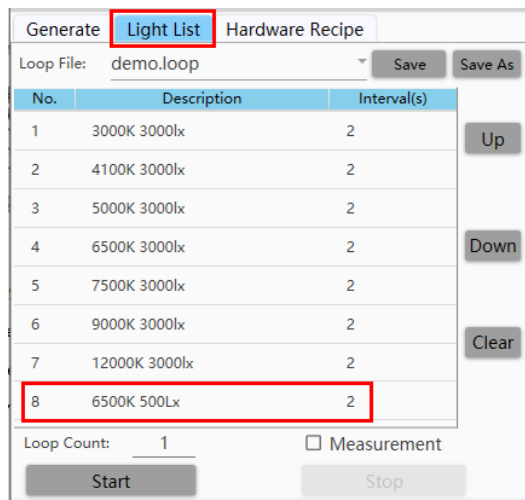 Generate Light List Hardware Recipe
Loop File: demo.loop Save Save As
No. Description Interval(s)
1 3000K 3000lx 2
Up
2 4100K 3000lx 2
3 5000K 3000lx 2
4 6500K 3000lx 2 Down
5 7500K 3000lx 2
6 9000K 3000lx 2
Clear
7 12000K 3000lx 2
8 6500K 500Lx 2
Loop Count: 1 Measurement
Start Stop